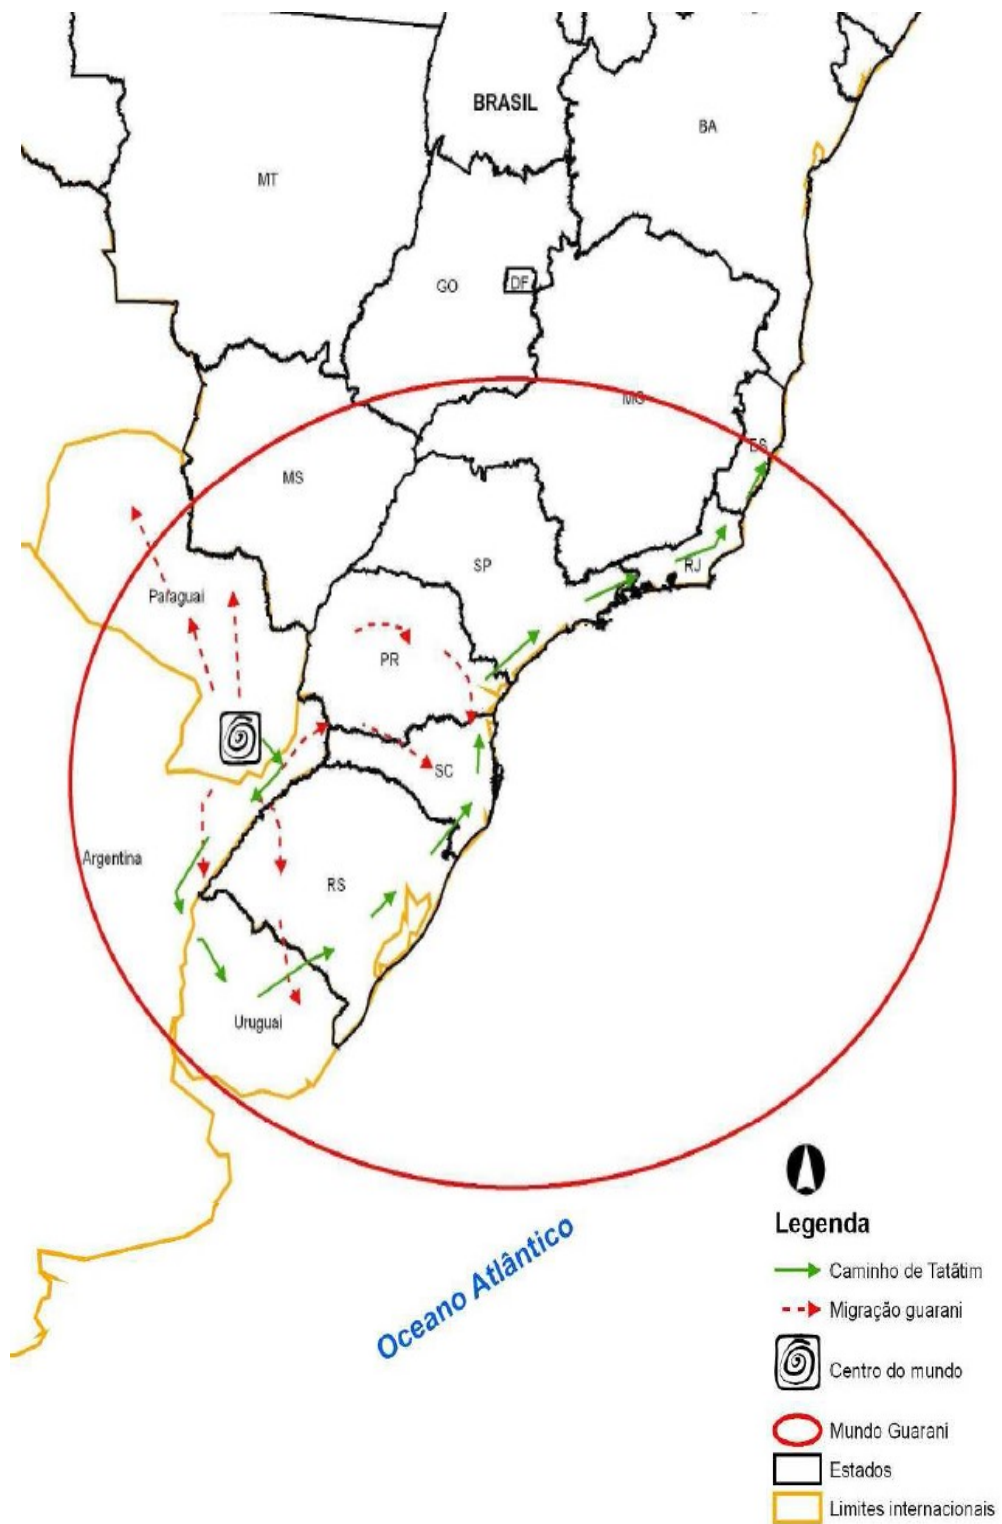 BRASIL
BA
MT
GO
DF
MG
ES
MS
SP
RJ
Paraguai
PR
SC
Argentina
RS
Uruguai
Oceano Atlântico
Legenda
Caminho de Tatãtim
Migração guarani
Centro do mundo
Mundo Guarani
Estados
Limites internacionais